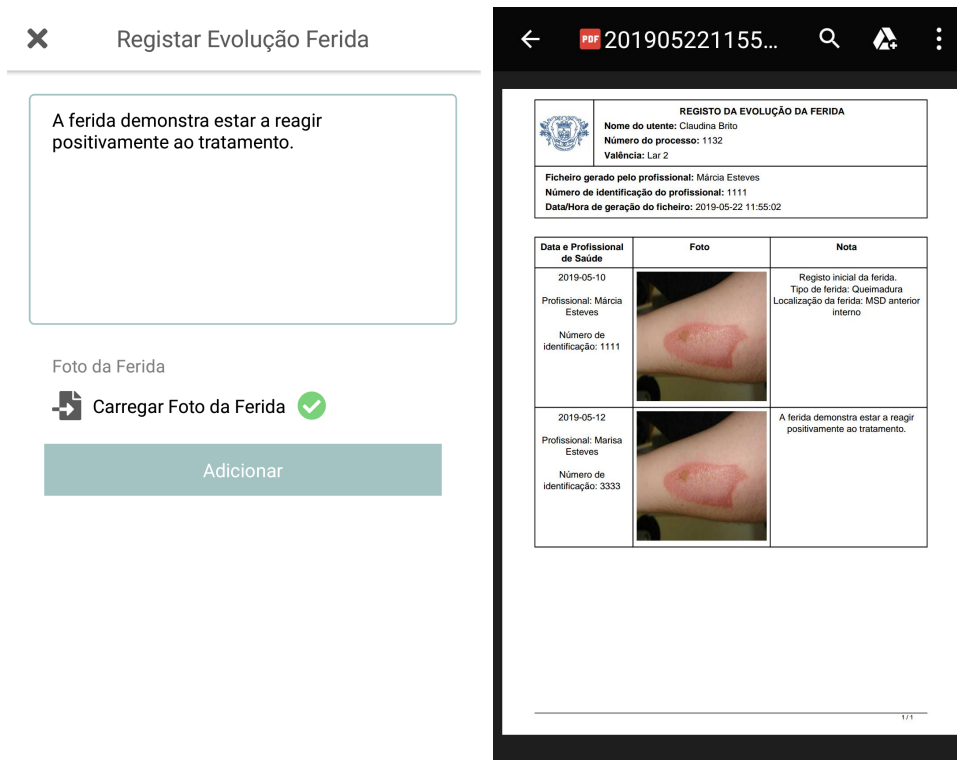 Registar Evolução Ferida
A ferida demonstra estar a reagir
positivamente ao tratamento.
Foto da Ferida
Carregar Foto da Ferida
Adicionar
PDF 201905221155...
REGISTO DA EVOLUÇÃO DA FERIDA
Nome do utente: Claudina Brito
Número do processo: 1132
Valência: Lar 2
Ficheiro gerado pelo profissional: Márcia Esteves
Número de identificação do profissional: 1111
Data/Hora de geração do ficheiro: 2019-05-22 11:55:02
Data e Profissional
de Saúde
Foto
Nota
2019-05-10
Profissional: Márcia
Esteves
Número de
identificação: 1111
Registo inicial da ferida.
Tipo de ferida: Queimadura
Localização da ferida: MSD anterior
interno
2019-05-12
Profissional: Marisa
Esteves
Número de
identificação: 3333
A ferida demonstra estar a reagir
positivamente ao tratamento.
1 / 1